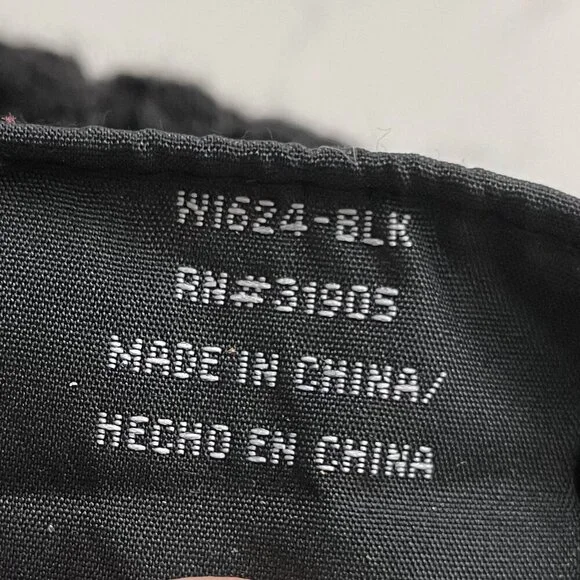 W1624-BLK
RN#31905
MADE IN CHINA/
HECHO EN CHINA